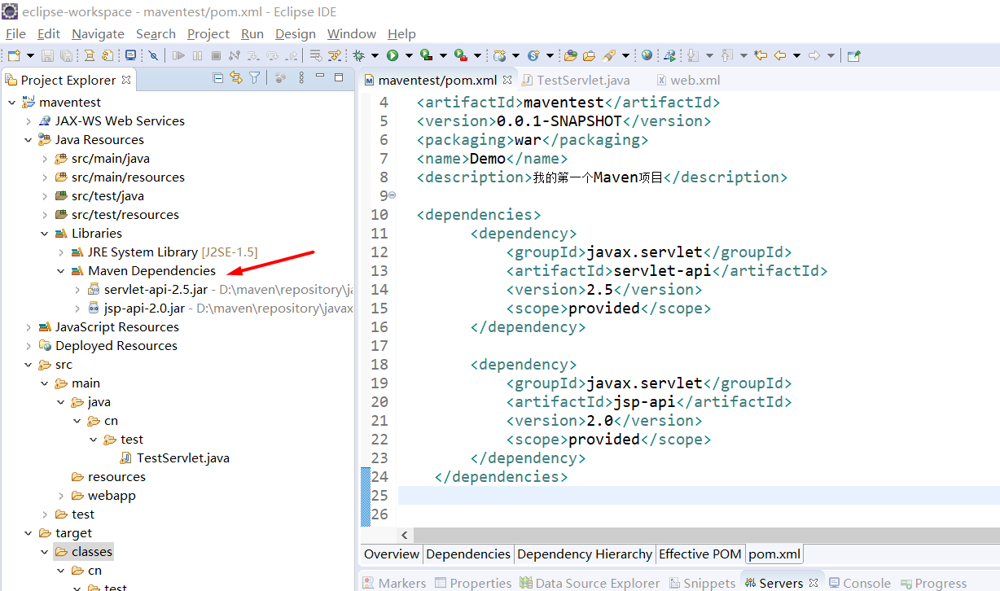 eclipse-workspace - maventest/pom.xml - Eclipse IDE
File Edit Navigate Search Project Run Design Window Help
Project Explorer
maventest
JAX-WS Web Services
Java Resources
src/main/java
src/main/resources
src/test/java
src/test/resources
Libraries
JRE System Library [J2SE-1.5]
Maven Dependencies
servlet-api-2.5.jar - D:\maven\repository\ja
jsp-api-2.0.jar - D:\maven\repository\javax
JavaScript Resources
Deployed Resources
src
main
java
cn
test
TestServlet.java
resources
webapp
test
target
classes
cn
test
maventest/pom.xml TestServlet.java web.xml
4 <artifactId>maventest</artifactId>
5 <version>0.0.1-SNAPSHOT</version>
6 <packaging>war</packaging>
7 <name>Demo</name>
8 <description>我的第一个Maven项目</description>
9
10 <dependencies>
11 <dependency>
12 <groupId>javax.servlet</groupId>
13 <artifactId>servlet-api</artifactId>
14 <version>2.5</version>
15 <scope>provided</scope>
16 </dependency>
17
18 <dependency>
19 <groupId>javax.servlet</groupId>
20 <artifactId>jsp-api</artifactId>
21 <version>2.0</version>
22 <scope>provided</scope>
23 </dependency>
24 </dependencies>
25
26
Overview Dependencies Dependency Hierarchy Effective POM pom.xml
Markers Properties Data Source Explorer Snippets Servers Console Progress